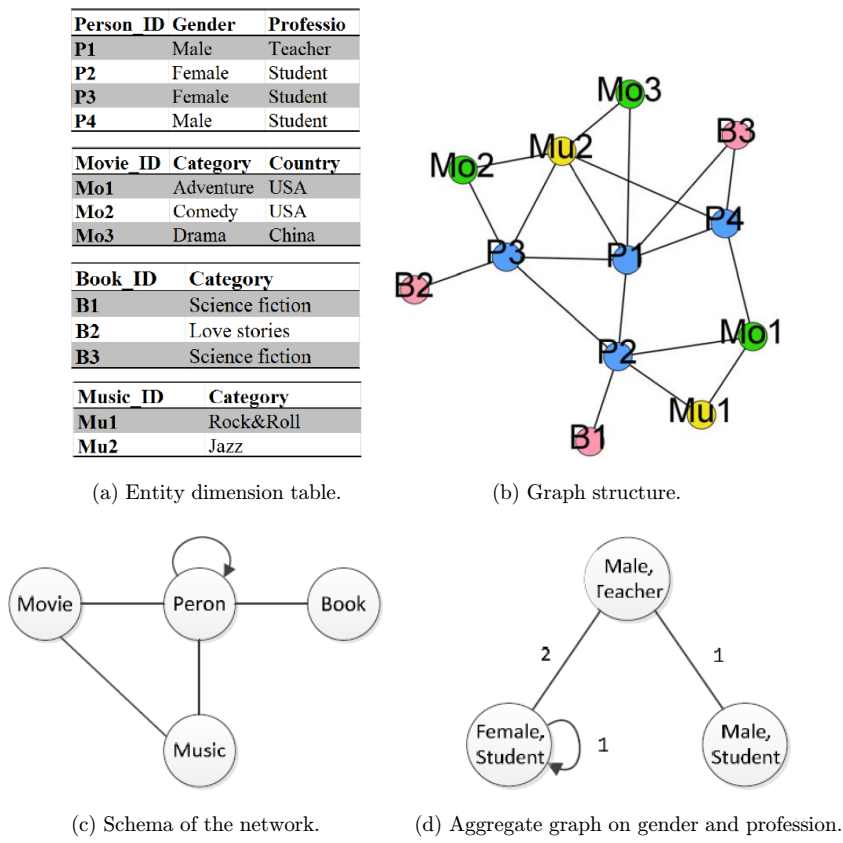 Person_ID Gender Professio
P1 Male Teacher
P2 Female Student
P3 Female Student
P4 Male Student
Movie_ID Category Country
Mo1 Adventure USA
Mo2 Comedy USA
Mo3 Drama China
Book_ID Category
B1 Science fiction
B2 Love stories
B3 Science fiction
Music_ID Category
Mu1 Rock&Roll
Mu2 Jazz
(a) Entity dimension table.
Mo3
B3
Mu2
Mo2
P4
P3
P1
B2
Mo1
P2
Mu1
B1
(b) Graph structure.
Movie
Peron
Book
Music
(c) Schema of the network.
Male,
Teacher
2
1
Female,
Student
1
Male,
Student
(d) Aggregate graph on gender and profession.